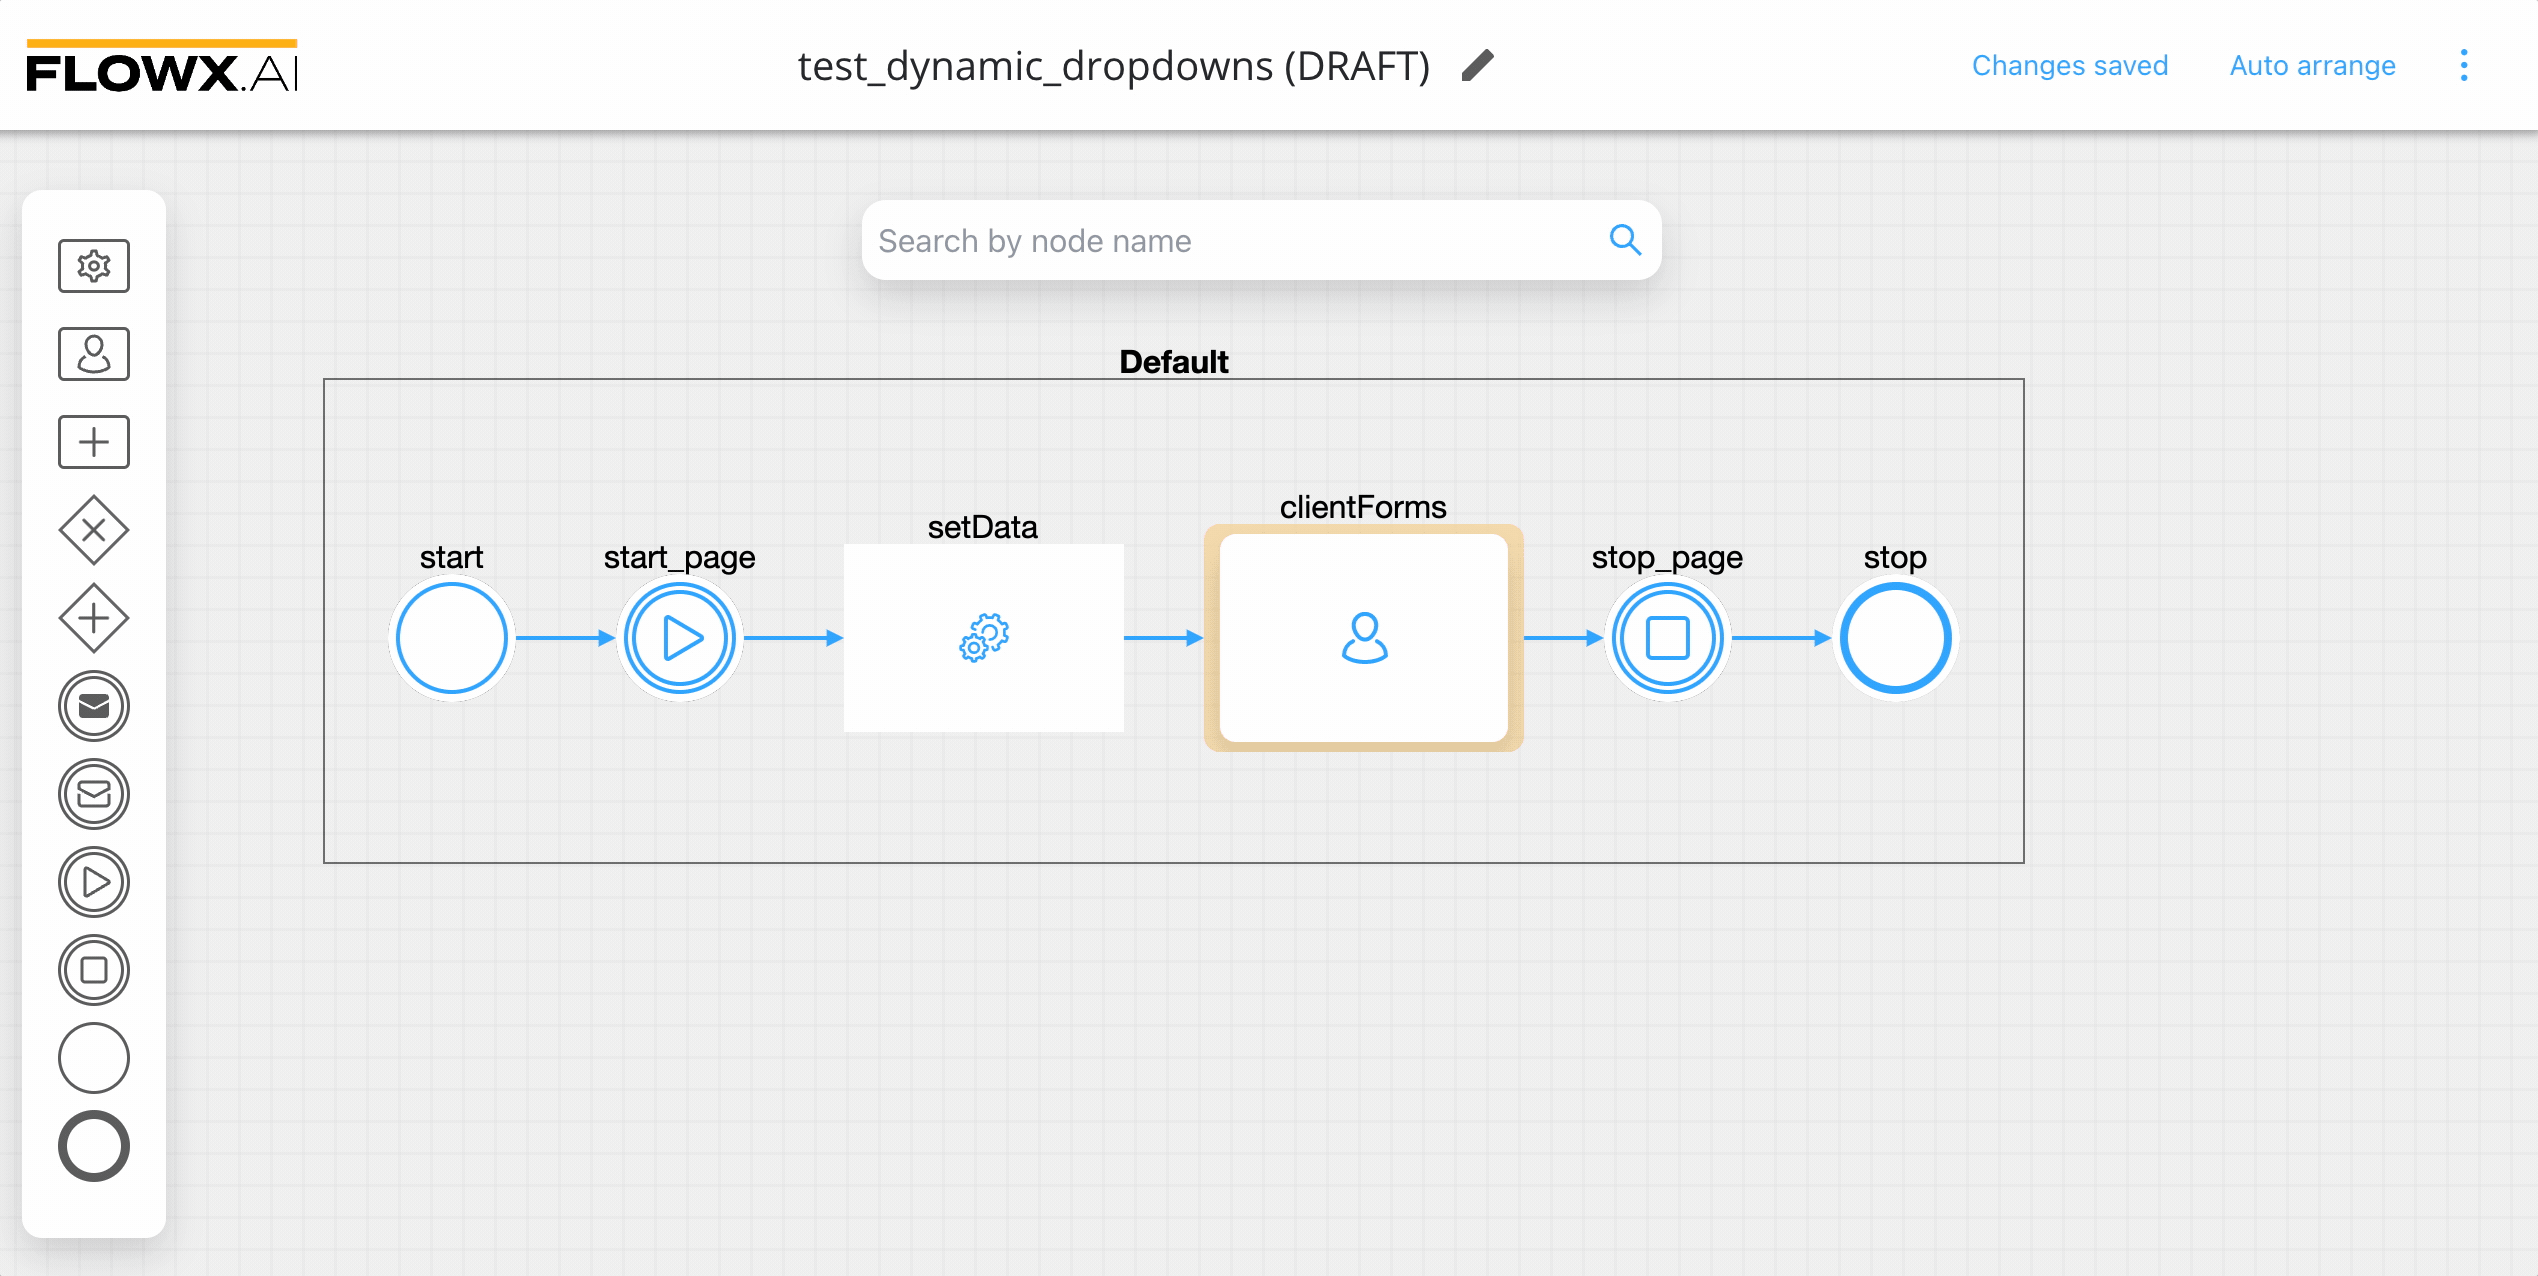 FLOWX.AI
test_dynamic_dropdowns (DRAFT)
Changes saved
Auto arrange
Search by node name
Default
start
start_page
setData
clientForms
stop_page
stop